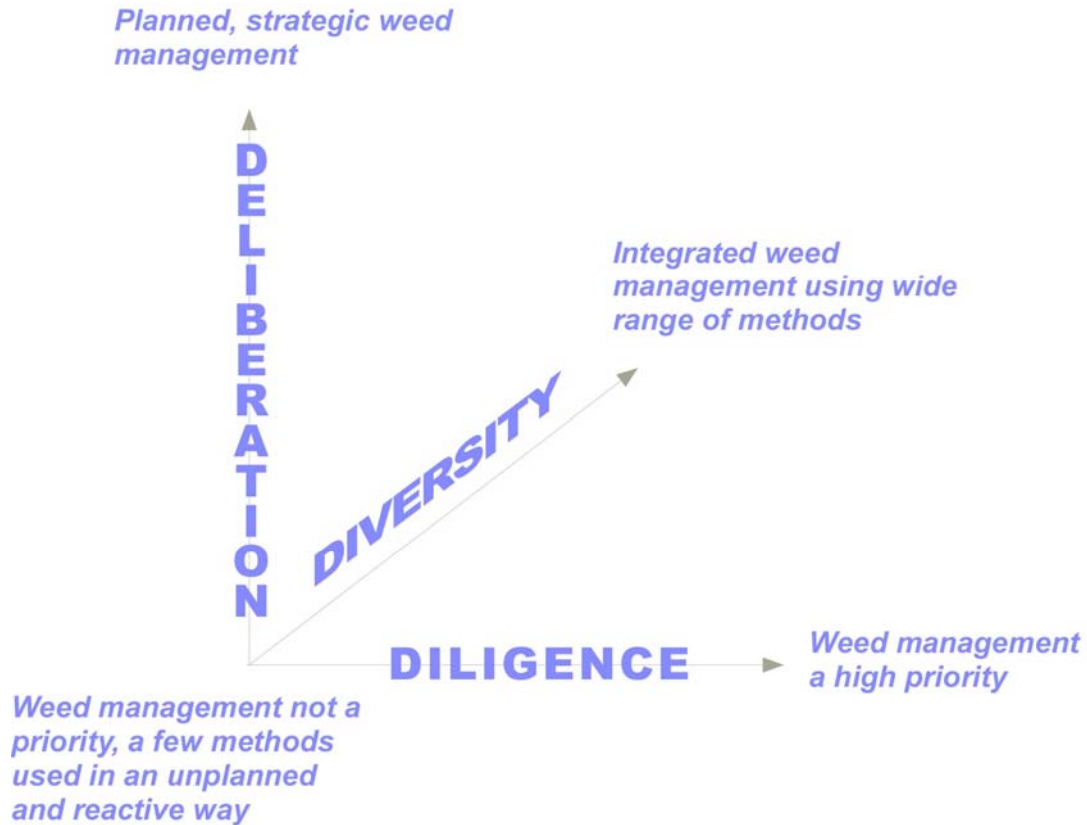 Planned, strategic weed
management
DELIBERATION
Integrated weed
management using wide
range of methods
DIVERSITY
DILIGENCE
Weed management
a high priority
Weed management not a
priority, a few methods
used in an unplanned
and reactive way